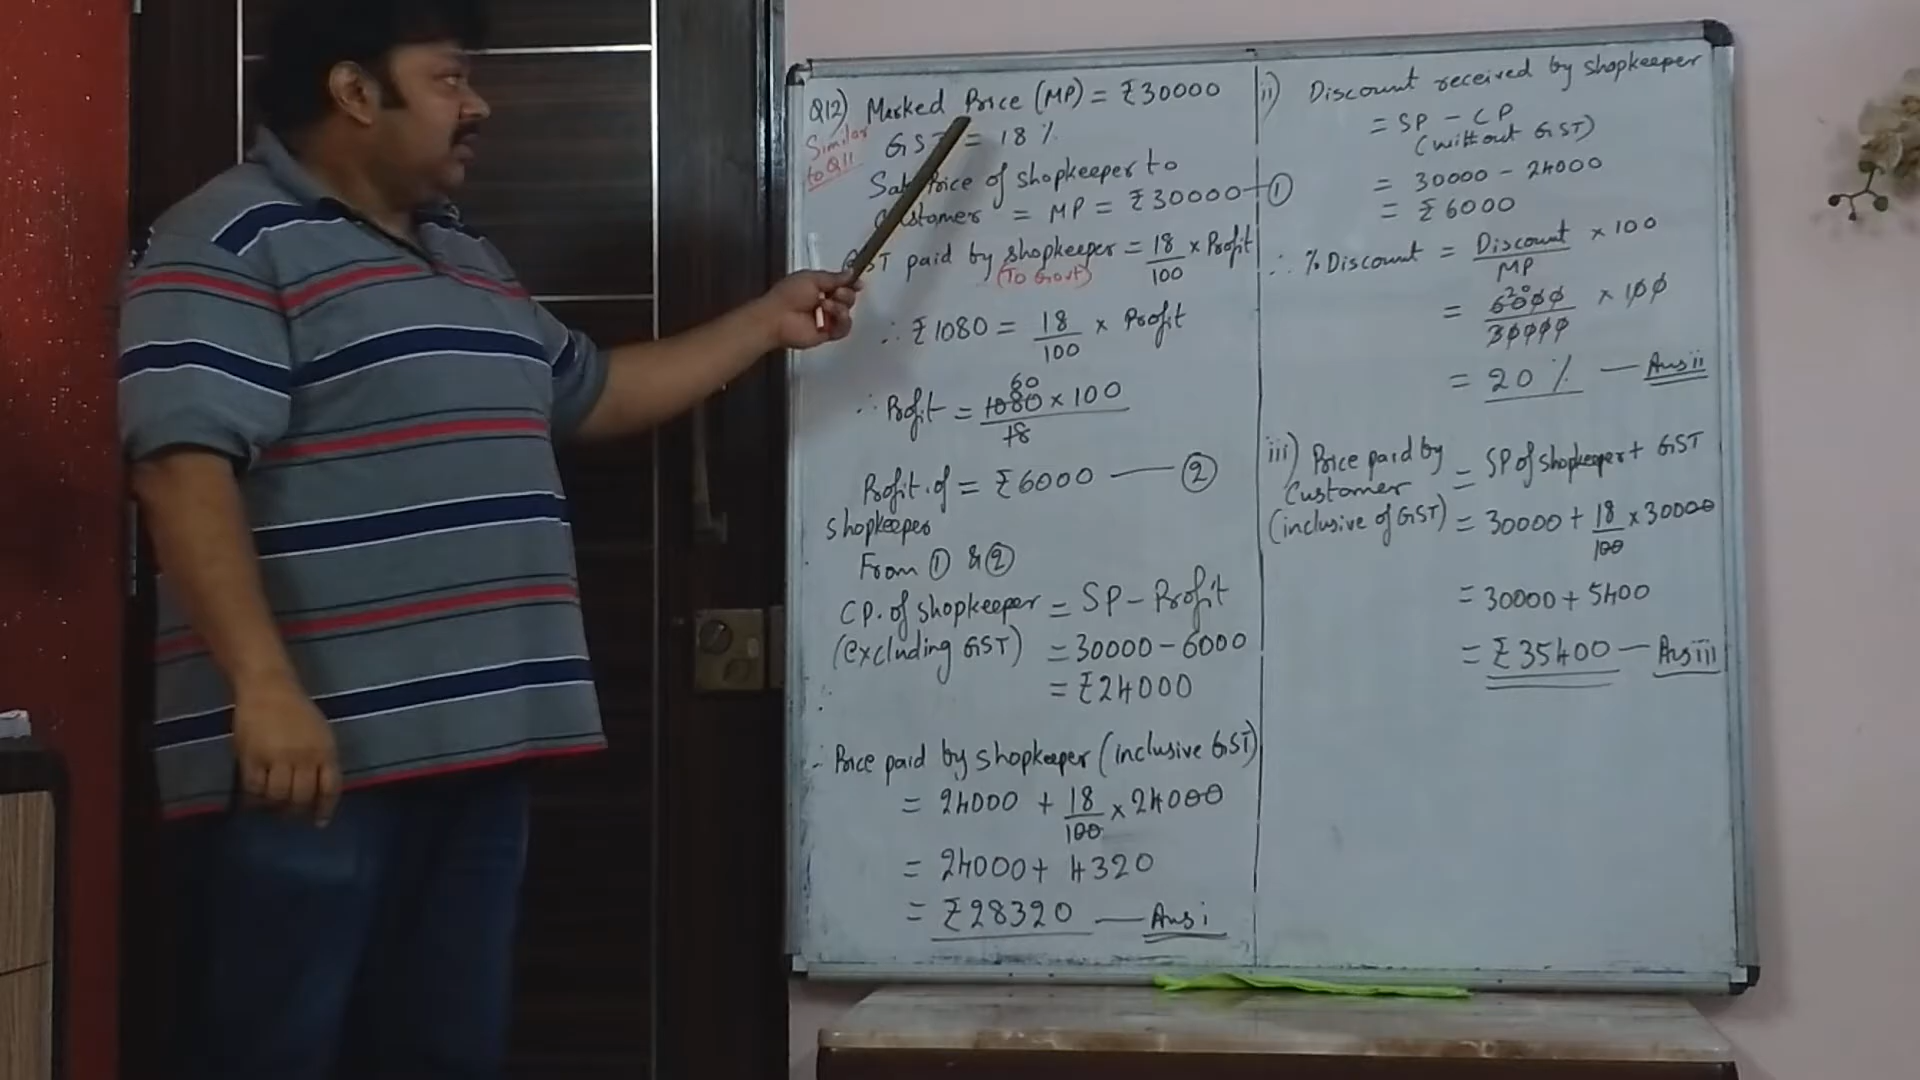 Q12) Marked Price (MP) = ₹30000
Similar to Q11
GST = 18 %
Sale Price of shopkeeper to
Customer = MP = ₹30000 — ①
GST paid by shopkeeper = 18/100 × Profit
(To Govt)
∴ ₹1080 = 18/100 × Profit
∴ Profit = 1080 × 100 / 18
60
Profit of = ₹6000 — ②
shopkeeper
From ① & ②
CP. of shopkeeper = SP - Profit
(excluding GST) = 30000 - 6000
= ₹24000
∴ Price paid by shopkeeper (inclusive GST)
= 24000 + 18/100 × 24000
= 24000 + 4320
= ₹28320 — Ans i
ii) Discount received by shopkeeper
= SP - CP
(without GST)
= 30000 - 24000
= ₹6000
∴ % Discount = Discount/MP × 100
= 6000/30000 × 100
20
= 20 % — Ans ii
iii) Price paid by = SP of shopkeeper + GST
Customer
(inclusive of GST) = 30000 + 18/100 × 30000
= 30000 + 5400
= ₹35400 — Ans iii